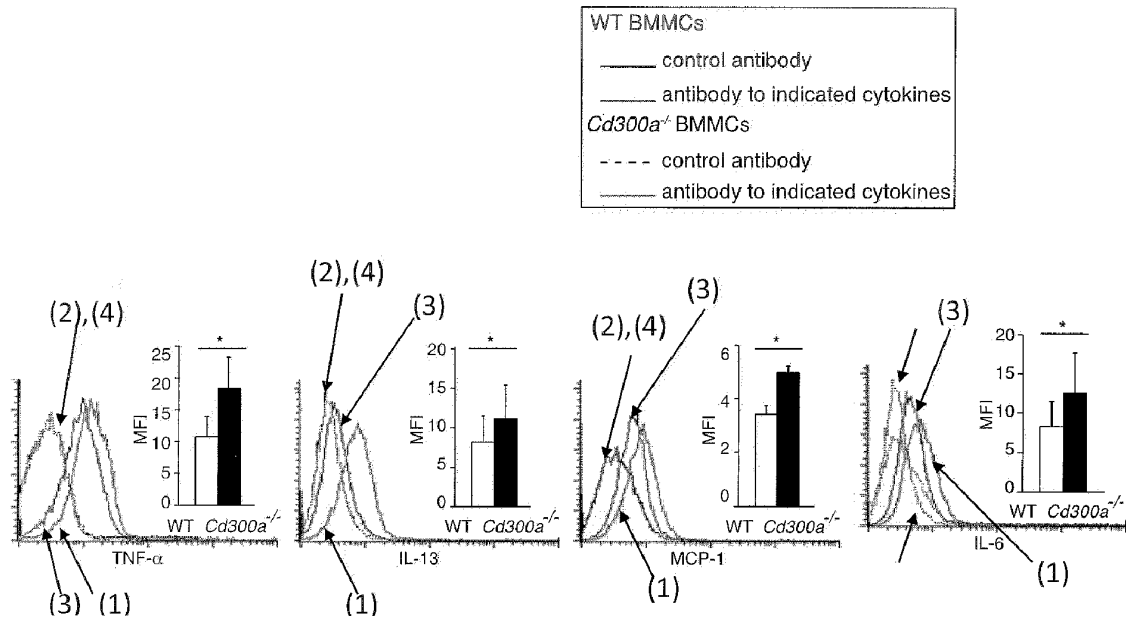 WT BMMCs
control antibody
antibody to indicated cytokines
Cd300a-/- BMMCs
control antibody
antibody to indicated cytokines
(2),(4)
25
20
15
10
5
0
MFI
*
WT Cd300a-/-
TNF-α
(3) (1)
(2),(4)
(3)
20
15
10
5
0
MFI
*
WT Cd300a-/-
IL-13
(1)
(3)
(2),(4)
6
4
2
0
MFI
*
WT Cd300a-/-
MCP-1
(1)
(3)
20
15
10
5
0
MFI
*
WT Cd300a-/-
IL-6
(1)